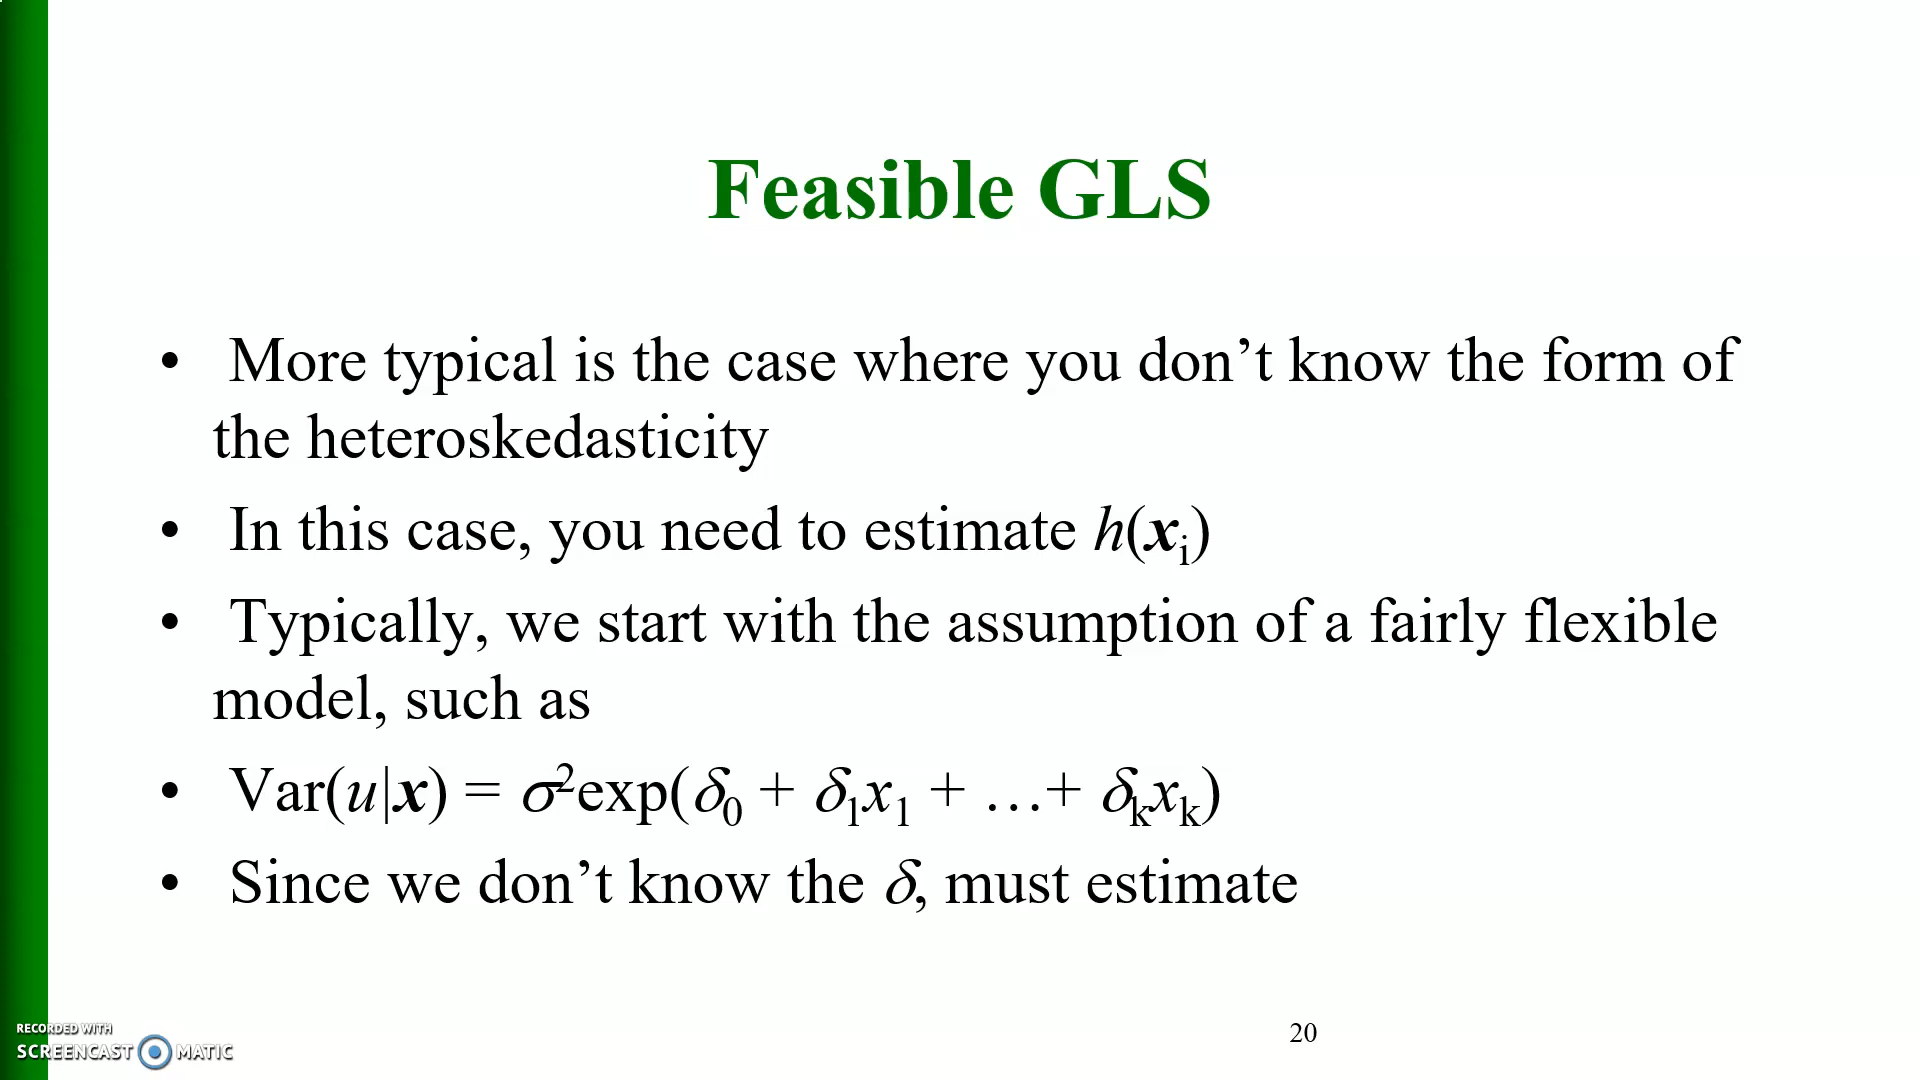 Feasible GLS
• More typical is the case where you don’t know the form of
the heteroskedasticity
• In this case, you need to estimate h(xᵢ)
• Typically, we start with the assumption of a fairly flexible
model, such as
• Var(u|x) = σ²exp(δ₀ + δ₁x₁ + …+ δₖxₖ)
• Since we don’t know the δ, must estimate
20
RECORDED WITH
SCREENCAST MATIC